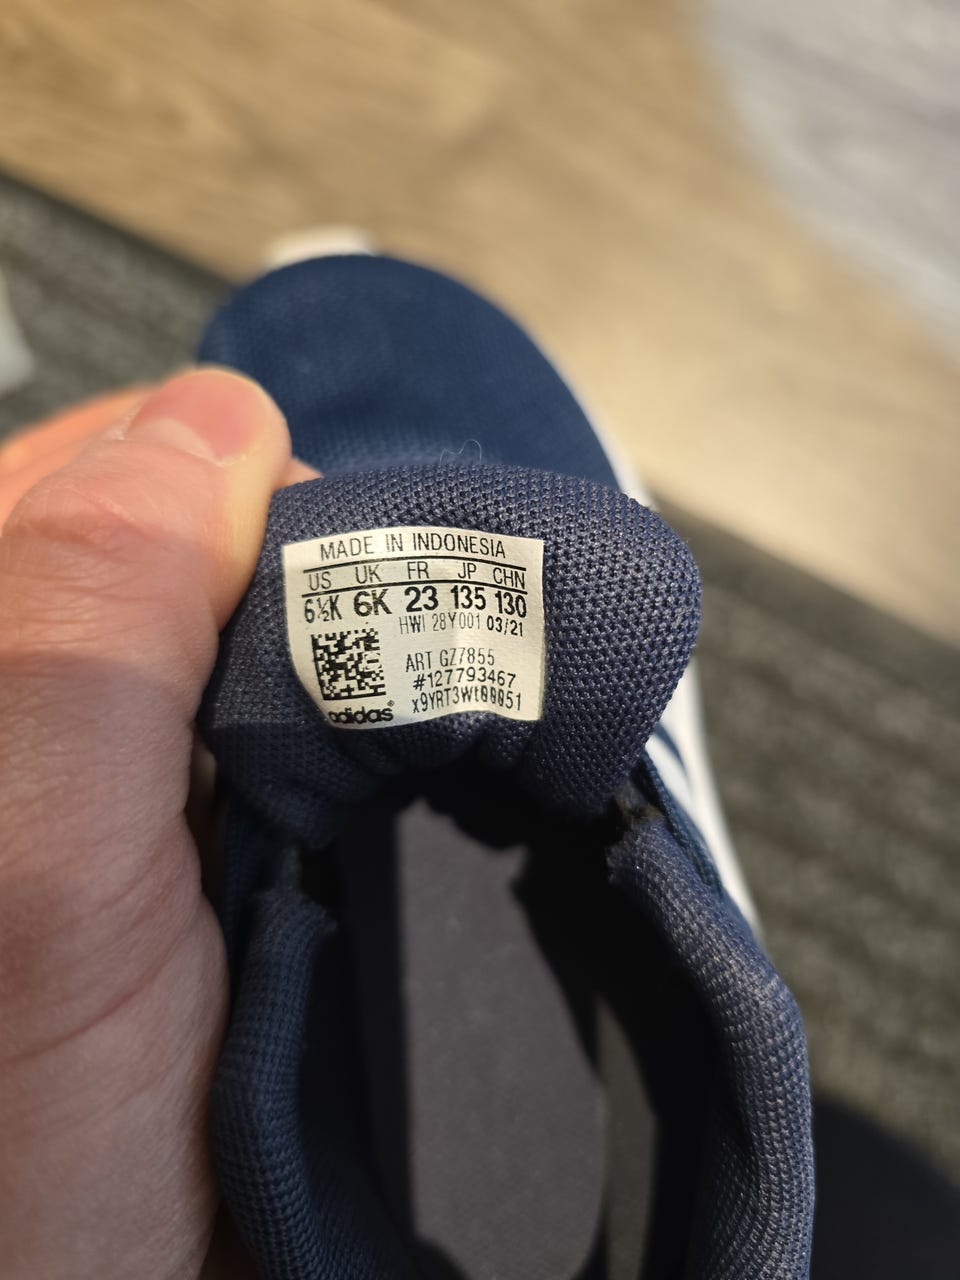 MADE IN INDONESIA
US UK FR JP CHN
6½K 6K 23 135 130
HWI 28Y001 03/21
ART GZ7855
#127793467
x9YRT3Wt00051
adidas®